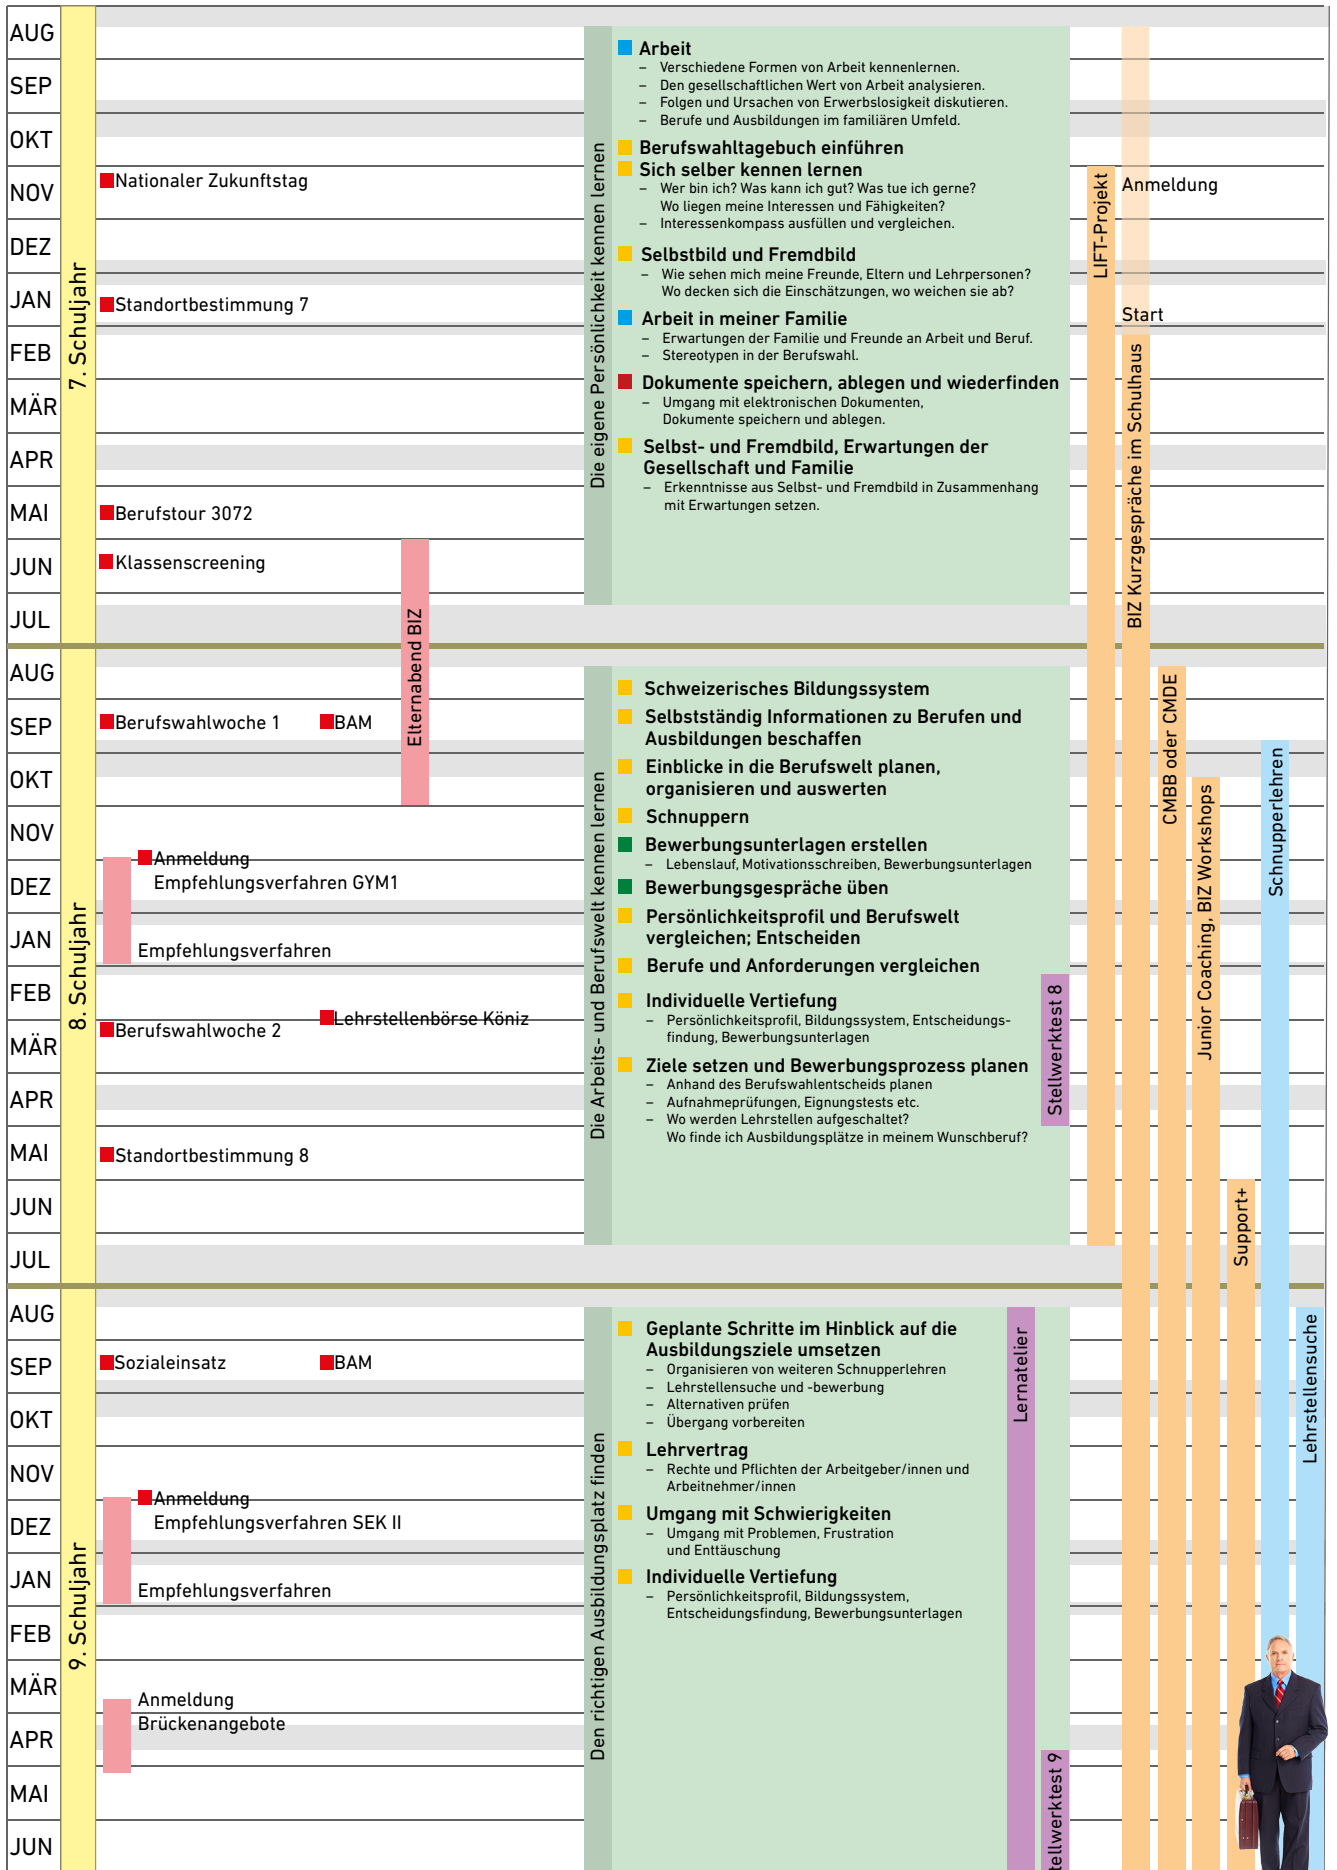 AUG
SEP
OKT
NOV
DEZ
JAN
FEB
MÄR
APR
MAI
JUN
JUL
7. Schuljahr
Nationaler Zukunftstag
Standortbestimmung 7
Berufstour 3072
Klassenscreening
Elternabend BIZ
Die eigene Persönlichkeit kennen lernen
Arbeit
– Verschiedene Formen von Arbeit kennenlernen.
– Den gesellschaftlichen Wert von Arbeit analysieren.
– Folgen und Ursachen von Erwerbslosigkeit diskutieren.
– Berufe und Ausbildungen im familiären Umfeld.
Berufswahltagebuch einführen
Sich selber kennen lernen
– Wer bin ich? Was kann ich gut? Was tue ich gerne?
Wo liegen meine Interessen und Fähigkeiten?
– Interessenkompass ausfüllen und vergleichen.
Selbstbild und Fremdbild
– Wie sehen mich meine Freunde, Eltern und Lehrpersonen?
Wo decken sich die Einschätzungen, wo weichen sie ab?
Arbeit in meiner Familie
– Erwartungen der Familie und Freunde an Arbeit und Beruf.
– Stereotypen in der Berufswahl.
Dokumente speichern, ablegen und wiederfinden
– Umgang mit elektronischen Dokumenten,
Dokumente speichern und ablegen.
Selbst- und Fremdbild, Erwartungen der
Gesellschaft und Familie
– Erkenntnisse aus Selbst- und Fremdbild in Zusammenhang
mit Erwartungen setzen.
LIFT-Projekt
Anmeldung
Start
BIZ Kurzgespräche im Schulhaus
AUG
SEP
OKT
NOV
DEZ
JAN
FEB
MÄR
APR
MAI
JUN
JUL
8. Schuljahr
Berufswahlwoche 1
BAM
Anmeldung
Empfehlungsverfahren GYM1
Empfehlungsverfahren
Lehrstellenbörse Köniz
Berufswahlwoche 2
Standortbestimmung 8
Die Arbeits- und Berufswelt kennen lernen
Schweizerisches Bildungssystem
Selbstständig Informationen zu Berufen und
Ausbildungen beschaffen
Einblicke in die Berufswelt planen,
organisieren und auswerten
Schnuppern
Bewerbungsunterlagen erstellen
– Lebenslauf, Motivationsschreiben, Bewerbungsunterlagen
Bewerbungsgespräche üben
Persönlichkeitsprofil und Berufswelt
vergleichen; Entscheiden
Berufe und Anforderungen vergleichen
Individuelle Vertiefung
– Persönlichkeitsprofil, Bildungssystem, Entscheidungs-
findung, Bewerbungsunterlagen
Ziele setzen und Bewerbungsprozess planen
– Anhand des Berufswahlentscheids planen
– Aufnahmeprüfungen, Eignungstests etc.
– Wo werden Lehrstellen aufgeschaltet?
Wo finde ich Ausbildungsplätze in meinem Wunschberuf?
Stellwerktest 8
CMBB oder CMDE
Junior Coaching, BIZ Workshops
Support+
Schnupperlehren
AUG
SEP
OKT
NOV
DEZ
JAN
FEB
MÄR
APR
MAI
JUN
9. Schuljahr
Sozialeinsatz
BAM
Anmeldung
Empfehlungsverfahren SEK II
Empfehlungsverfahren
Anmeldung
Brückenangebote
Den richtigen Ausbildungsplatz finden
Geplante Schritte im Hinblick auf die
Ausbildungsziele umsetzen
– Organisieren von weiteren Schnupperlehren
– Lehrstellensuche und -bewerbung
– Alternativen prüfen
– Übergang vorbereiten
Lehrvertrag
– Rechte und Pflichten der Arbeitgeber/innen und
Arbeitnehmer/innen
Umgang mit Schwierigkeiten
– Umgang mit Problemen, Frustration
und Enttäuschung
Individuelle Vertiefung
– Persönlichkeitsprofil, Bildungssystem,
Entscheidungsfindung, Bewerbungsunterlagen
Lernatelier
tellwerktest 9
Lehrstellensuche